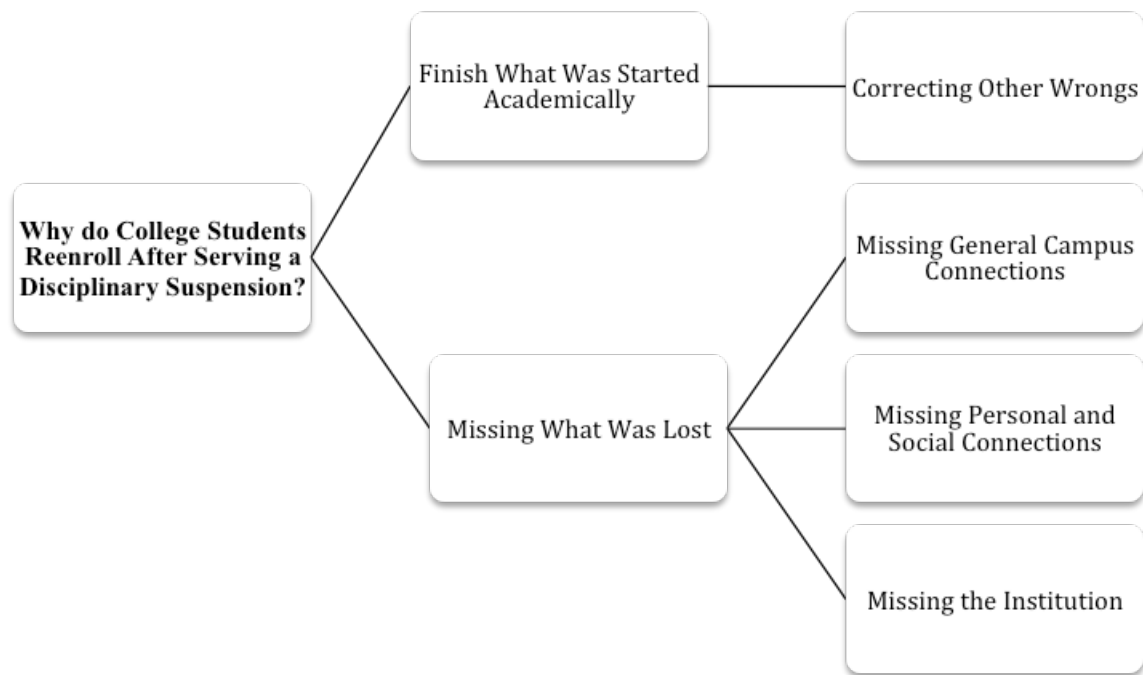 Finish What Was Started
Academically
Correcting Other Wrongs
Why do College Students
Reenroll After Serving a
Disciplinary Suspension?
Missing General Campus
Connections
Missing What Was Lost
Missing Personal and
Social Connections
Missing the Institution